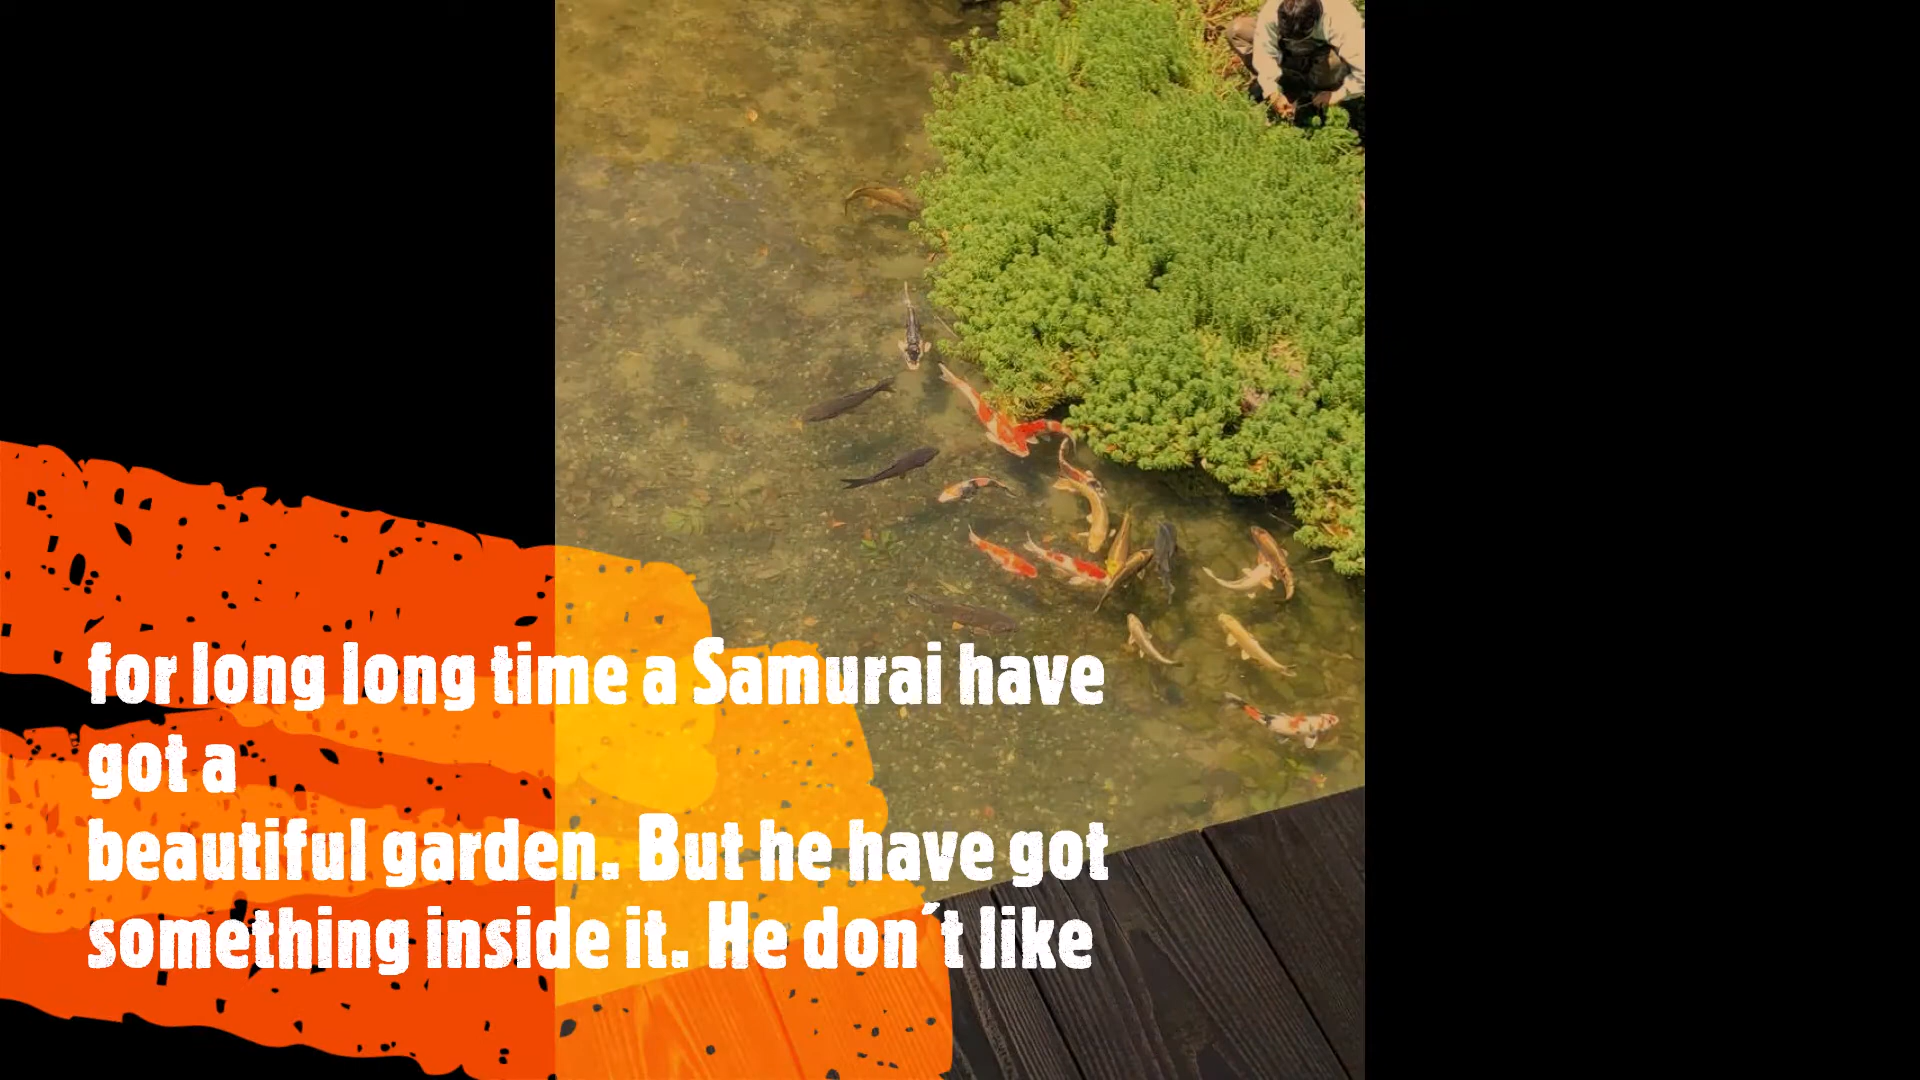 for long long time a Samurai have
got a
beautiful garden. But he have got
something inside it. He don´t like